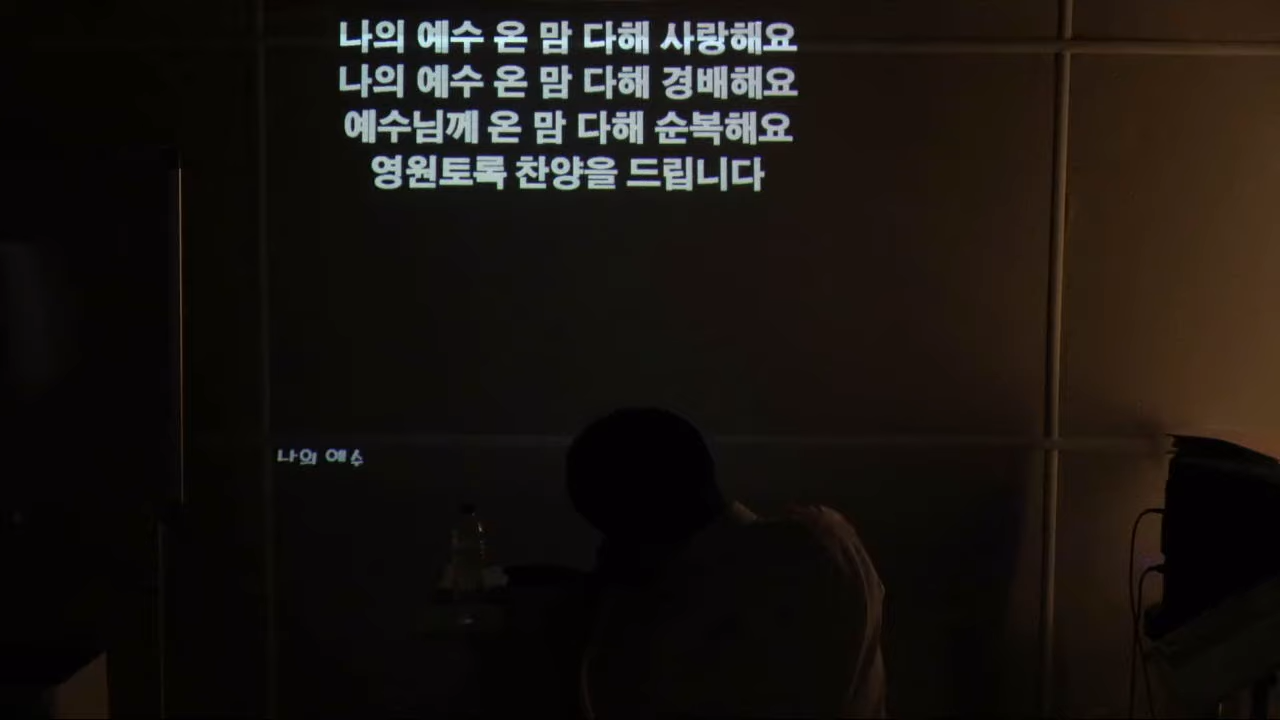 나의 예수 온 맘 다해 사랑해요
나의 예수 온 맘 다해 경배해요
예수님께 온 맘 다해 순복해요
영원토록 찬양을 드립니다
나의 예수